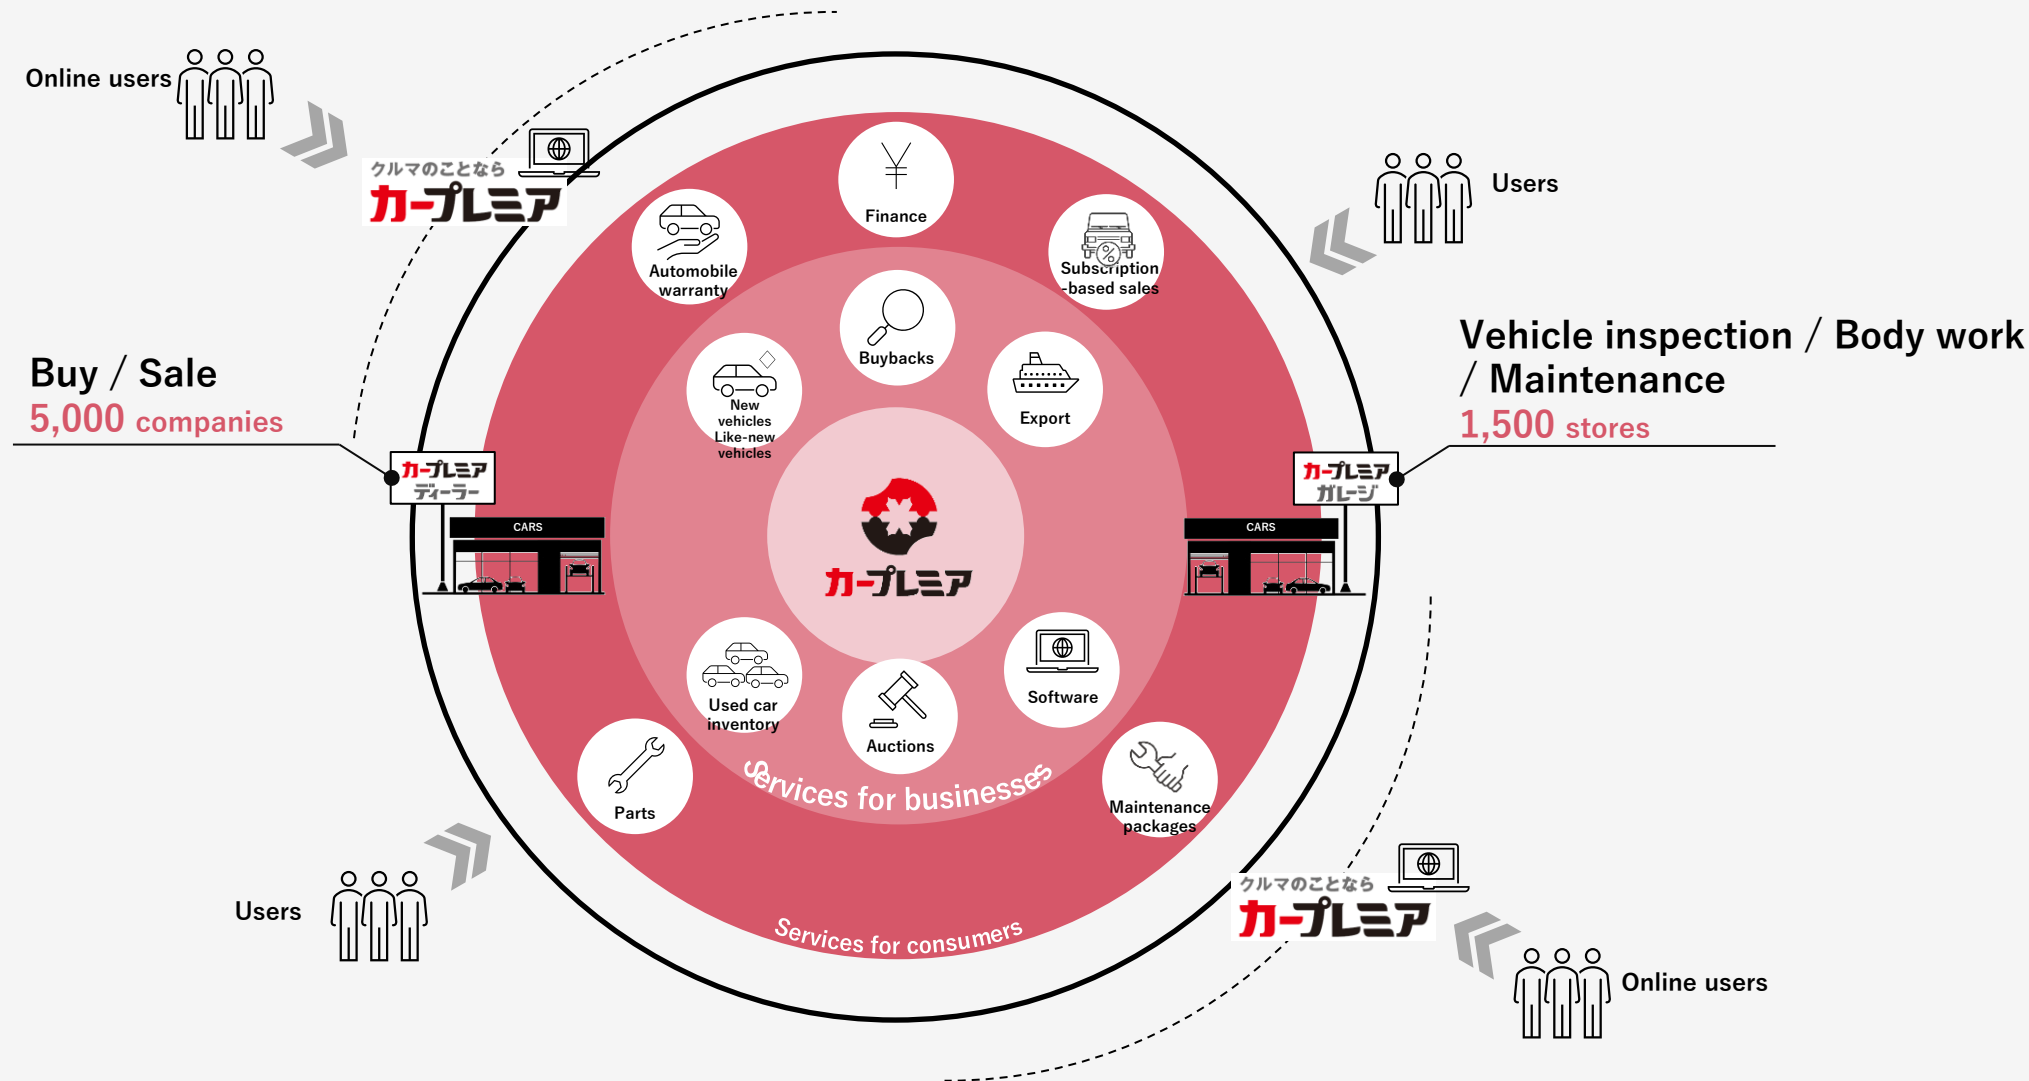 Online users
クルマのことなら
カープレミア
Users
Finance
Automobile
warranty
Subscription
-based sales
Buybacks
New
vehicles
Like-new
vehicles
Export
Buy / Sale
5,000 companies
Vehicle inspection / Body work
/ Maintenance
1,500 stores
カープレミア
ディーラー
CARS
カープレミア
ガレージ
CARS
カープレミア
Used car
inventory
Auctions
Software
Parts
Maintenance
packages
Services for businesses
Services for consumers
Users
クルマのことなら
カープレミア
Online users